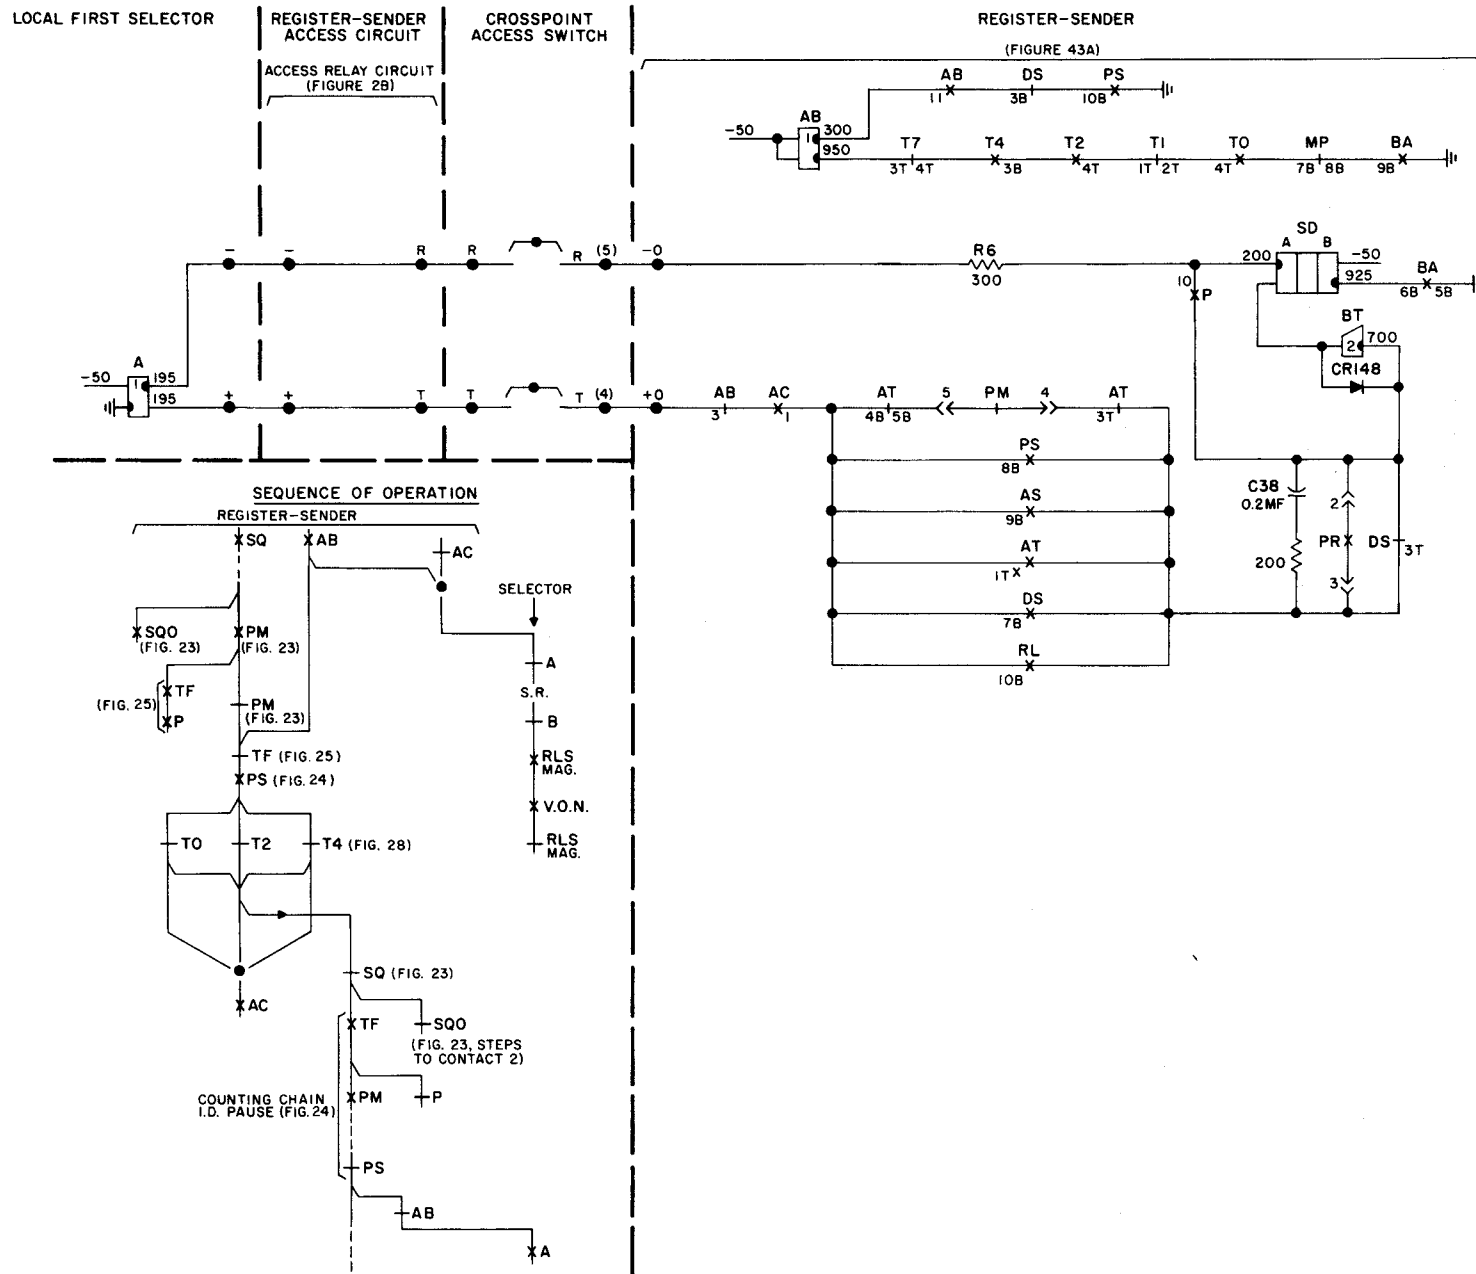 LOCAL FIRST SELECTOR
REGISTER-SENDER
ACCESS CIRCUIT
CROSSPOINT
ACCESS SWITCH
REGISTER-SENDER
(FIGURE 43A)
ACCESS RELAY CIRCUIT
(FIGURE 2B)
AB
DS
PS
11
3B
10B
AB
-50
1
300
950
T7
T4
T2
T1
TO
MP
BA
3T 4T
3B
4T
1T 2T
4T
7B 8B
9B
SD
A B
- - R R R (5) -0
R6
300
200
-50
925
BA
6B 5B
10
P
BT
2
700
CR148
A
-50
1
195
195
+ + T T T (4) +0
AB
3
AC
1
AT
4B 5B
5
PM
4
AT
3T
PS
8B
AS
9B
AT
1T X
DS
7B
RL
10B
C38
0.2MF
200
2
PR
3
DS
3T
SEQUENCE OF OPERATION
REGISTER-SENDER
SQ
AB
AC
SELECTOR
SQO
(FIG. 23)
PM
(FIG. 23)
A
S.R.
TF
(FIG. 25)
P
PM
(FIG. 23)
B
TF (FIG. 25)
RLS
MAG.
PS (FIG. 24)
V.O.N.
TO
T2
T4 (FIG. 28)
RLS
MAG.
SQ (FIG. 23)
AC
TF
SQO
(FIG. 23, STEPS
TO CONTACT 2)
COUNTING CHAIN
I.D. PAUSE (FIG. 24)
PM
P
PS
AB
A